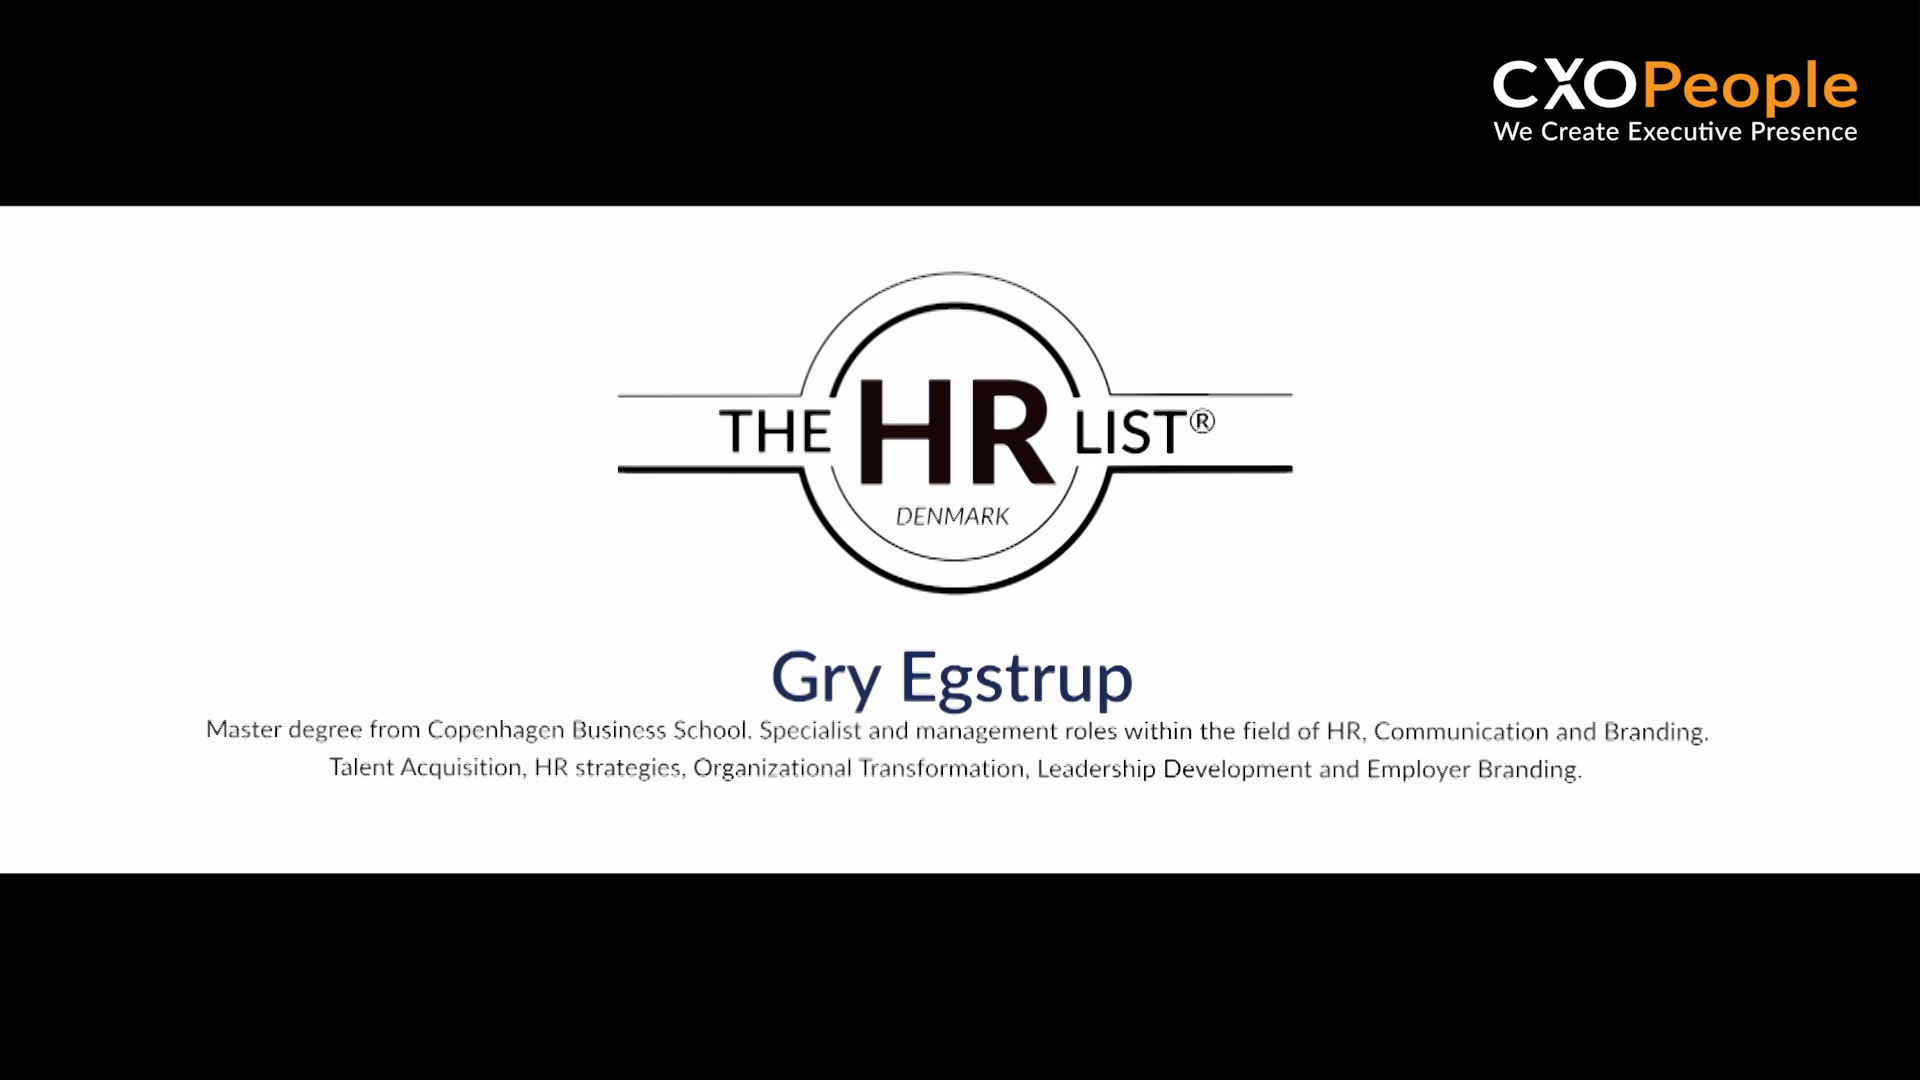 CXOPeople
We Create Executive Presence
THE HR LIST®
DENMARK
Gry Egstrup
Master degree from Copenhagen Business School. Specialist and management roles within the field of HR, Communication and Branding.
Talent Acquisition, HR strategies, Organizational Transformation, Leadership Development and Employer Branding.